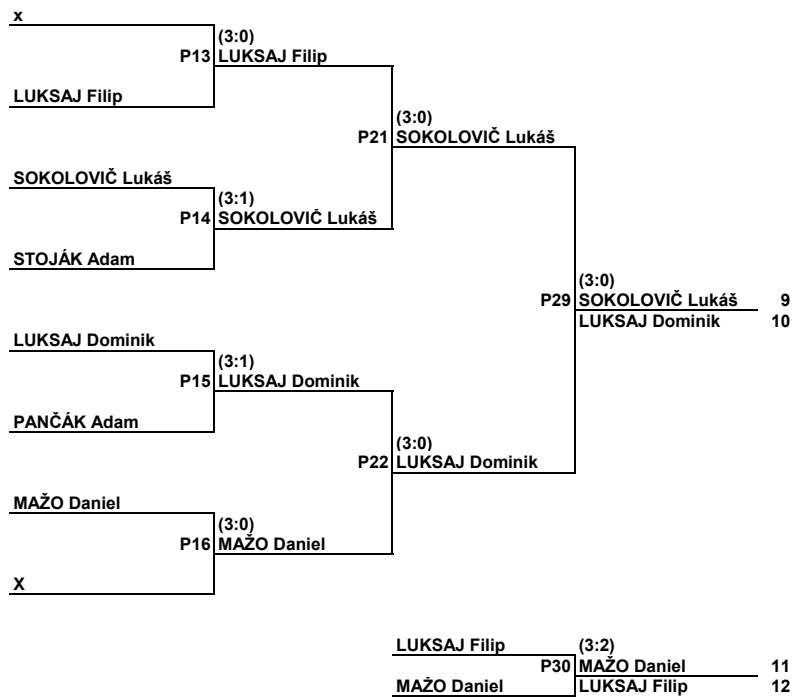 x
(3:0)
P13 LUKSAJ Filip
LUKSAJ Filip
(3:0)
P21 SOKOLOVIČ Lukáš
SOKOLOVIČ Lukáš
(3:1)
P14 SOKOLOVIČ Lukáš
STOJÁK Adam
(3:0)
P29 SOKOLOVIČ Lukáš 9
LUKSAJ Dominik 10
LUKSAJ Dominik
(3:1)
P15 LUKSAJ Dominik
PANČÁK Adam
(3:0)
P22 LUKSAJ Dominik
MAŽO Daniel
(3:0)
P16 MAŽO Daniel
X
LUKSAJ Filip (3:2)
P30 MAŽO Daniel 11
MAŽO Daniel LUKSAJ Filip 12